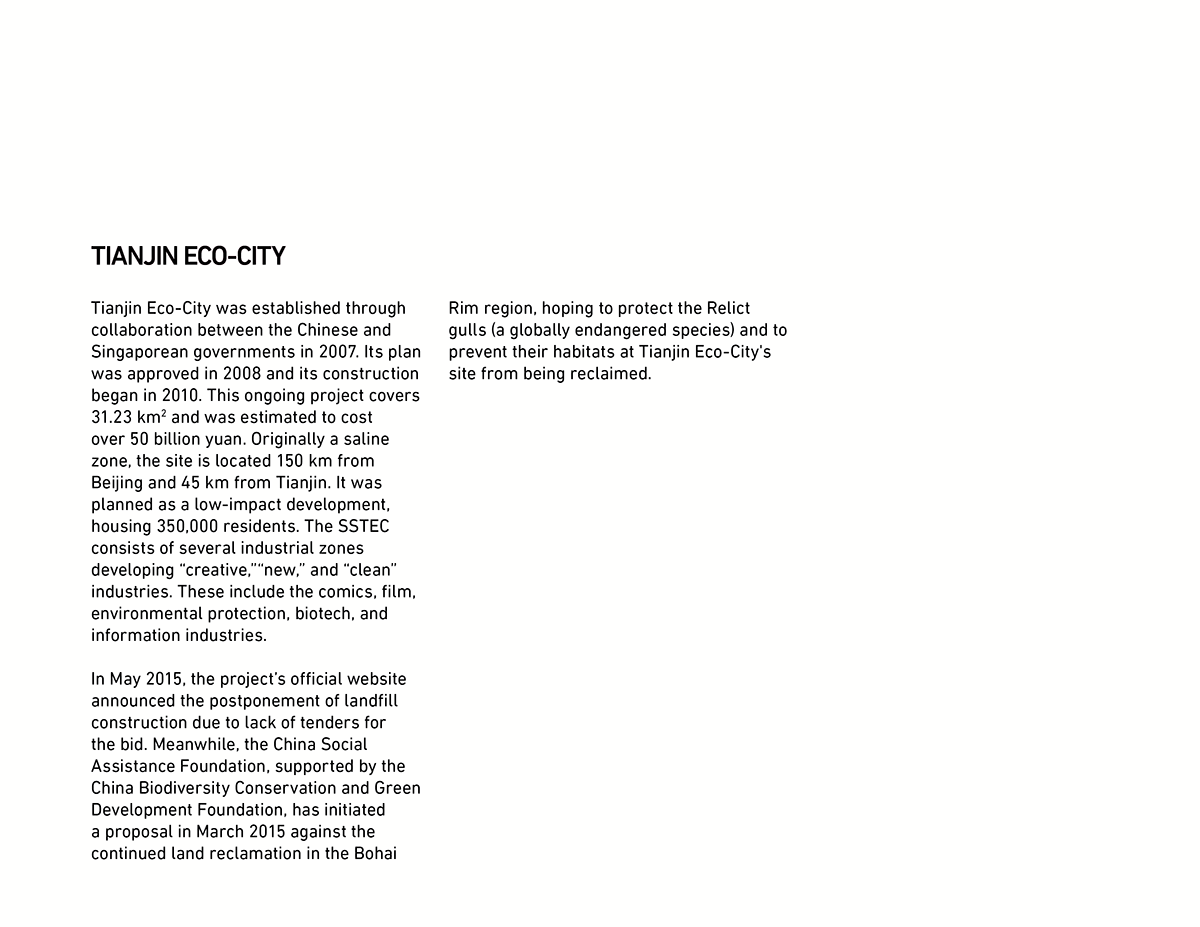 TIANJIN ECO-CITY
Tianjin Eco-City was established through
collaboration between the Chinese and
Singaporean governments in 2007. Its plan
was approved in 2008 and its construction
began in 2010. This ongoing project covers
31.23 km² and was estimated to cost
over 50 billion yuan. Originally a saline
zone, the site is located 150 km from
Beijing and 45 km from Tianjin. It was
planned as a low-impact development,
housing 350,000 residents. The SSTEC
consists of several industrial zones
developing “creative,”“new,” and “clean”
industries. These include the comics, film,
environmental protection, biotech, and
information industries.
In May 2015, the project’s official website
announced the postponement of landfill
construction due to lack of tenders for
the bid. Meanwhile, the China Social
Assistance Foundation, supported by the
China Biodiversity Conservation and Green
Development Foundation, has initiated
a proposal in March 2015 against the
continued land reclamation in the Bohai
Rim region, hoping to protect the Relict
gulls (a globally endangered species) and to
prevent their habitats at Tianjin Eco-City's
site from being reclaimed.